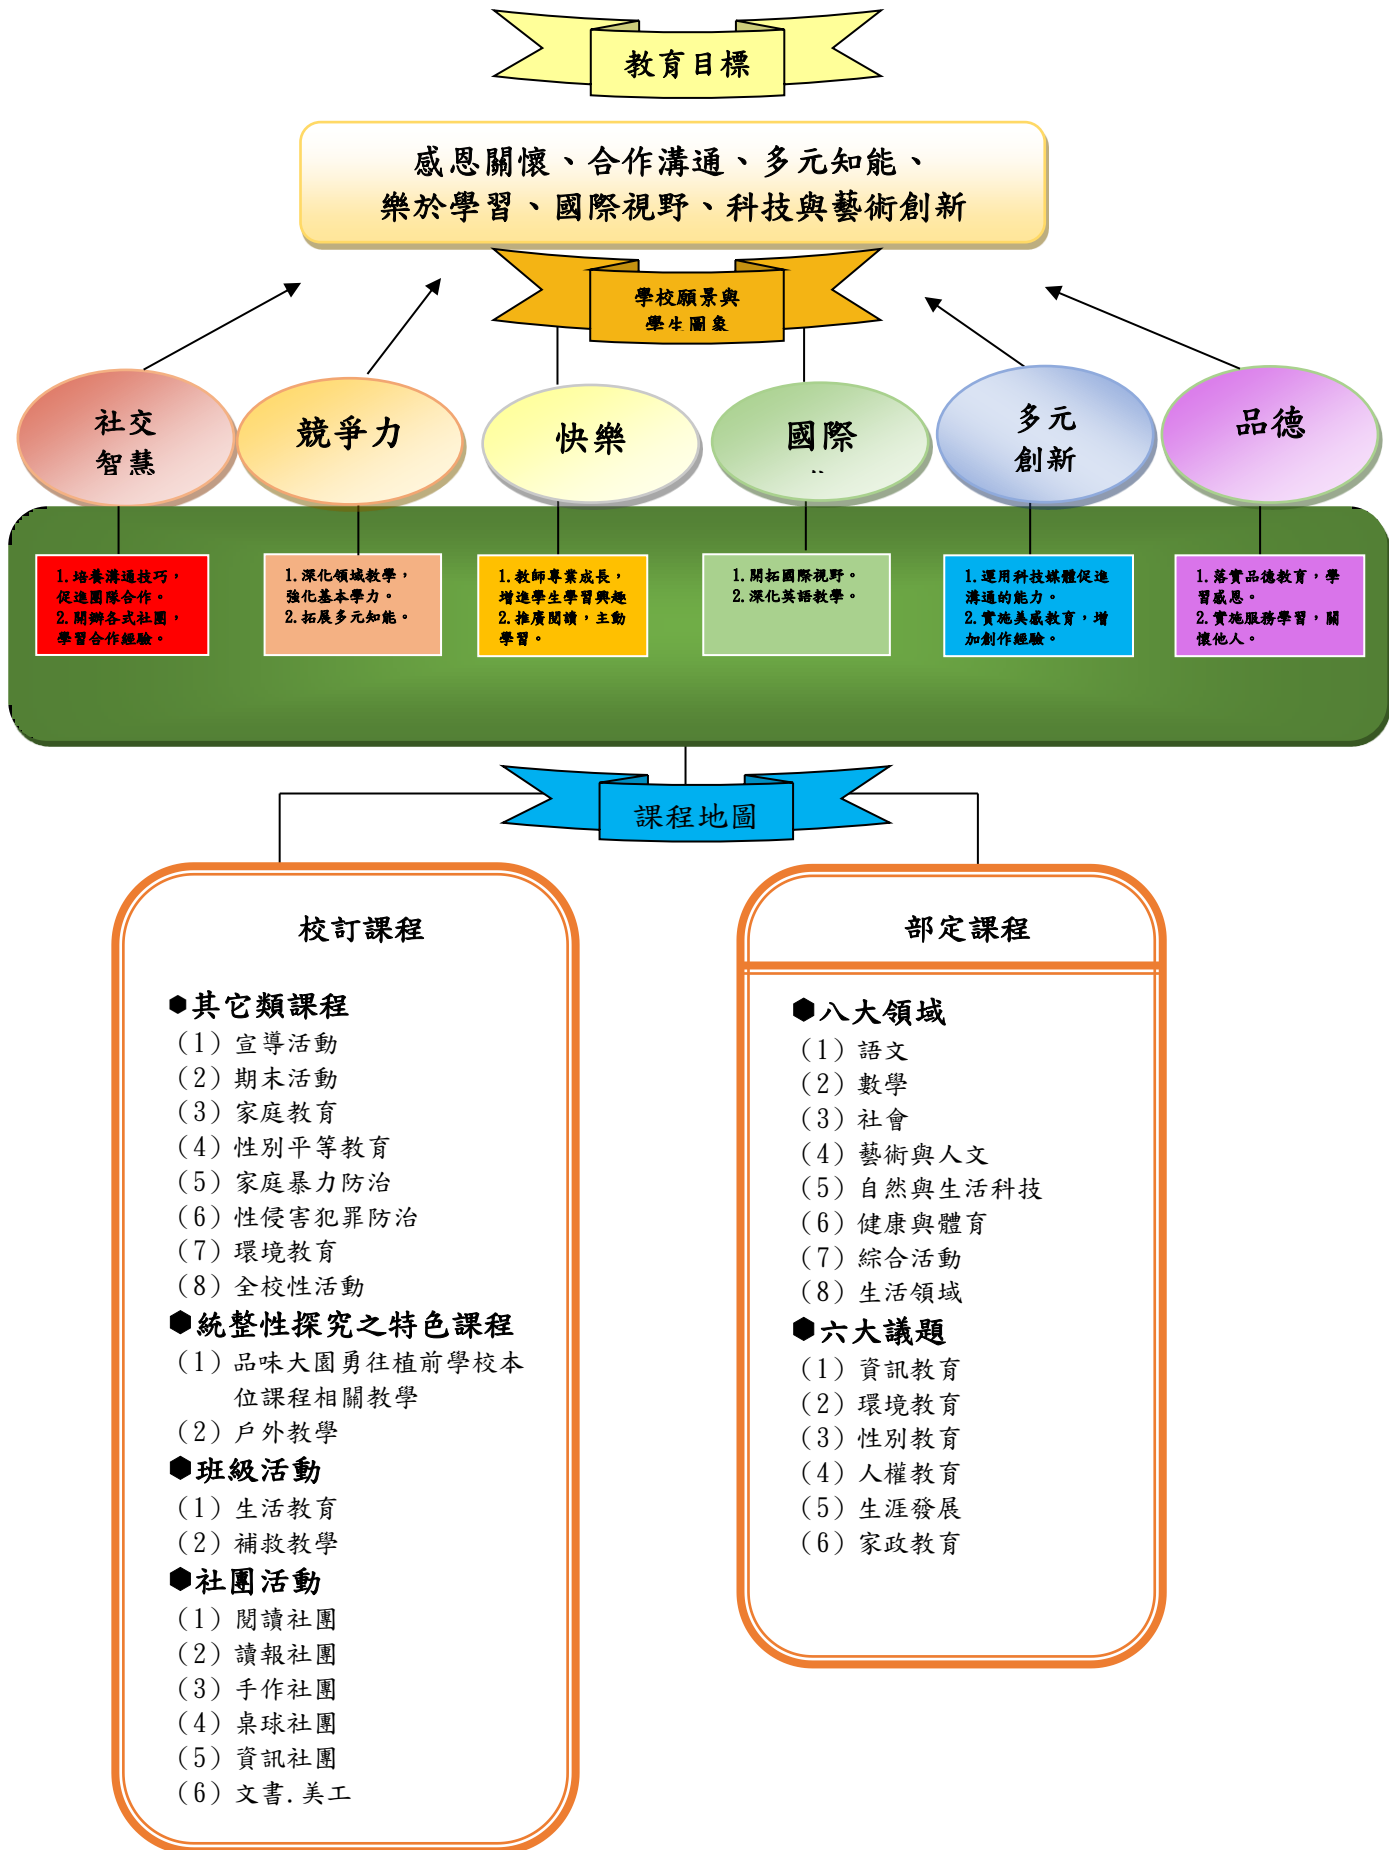 教育目標
感恩關懷、合作溝通、多元知能、
樂於學習、國際視野、科技與藝術創新
學校願景與
學生圖象
社交
智慧
競爭力
快樂
國際
多元
創新
品德
1.培養溝通技巧，
促進團隊合作。
2.開辦各式社團，
學習合作經驗。
1.深化領域教學，
強化基本學力。
2.拓展多元知能。
1.教師專業成長，
增進學生學習興趣
2.推廣閱讀，主動
學習。
1.開拓國際視野。
2.深化英語教學。
1.運用科技媒體促進
溝通的能力。
2.實施美感教育，增
加創作經驗。
1.落實品德教育，學
習感恩。
2.實施服務學習，關
懷他人。
課程地圖
校訂課程
●其它類課程
（1）宣導活動
（2）期末活動
（3）家庭教育
（4）性別平等教育
（5）家庭暴力防治
（6）性侵害犯罪防治
（7）環境教育
（8）全校性活動
●統整性探究之特色課程
（1）品味大園勇往植前學校本
位課程相關教學
（2）戶外教學
●班級活動
（1）生活教育
（2）補救教學
●社團活動
（1）閱讀社團
（2）讀報社團
（3）手作社團
（4）桌球社團
（5）資訊社團
（6）文書.美工
部定課程
●八大領域
（1）語文
（2）數學
（3）社會
（4）藝術與人文
（5）自然與生活科技
（6）健康與體育
（7）綜合活動
（8）生活領域
●六大議題
（1）資訊教育
（2）環境教育
（3）性別教育
（4）人權教育
（5）生涯發展
（6）家政教育